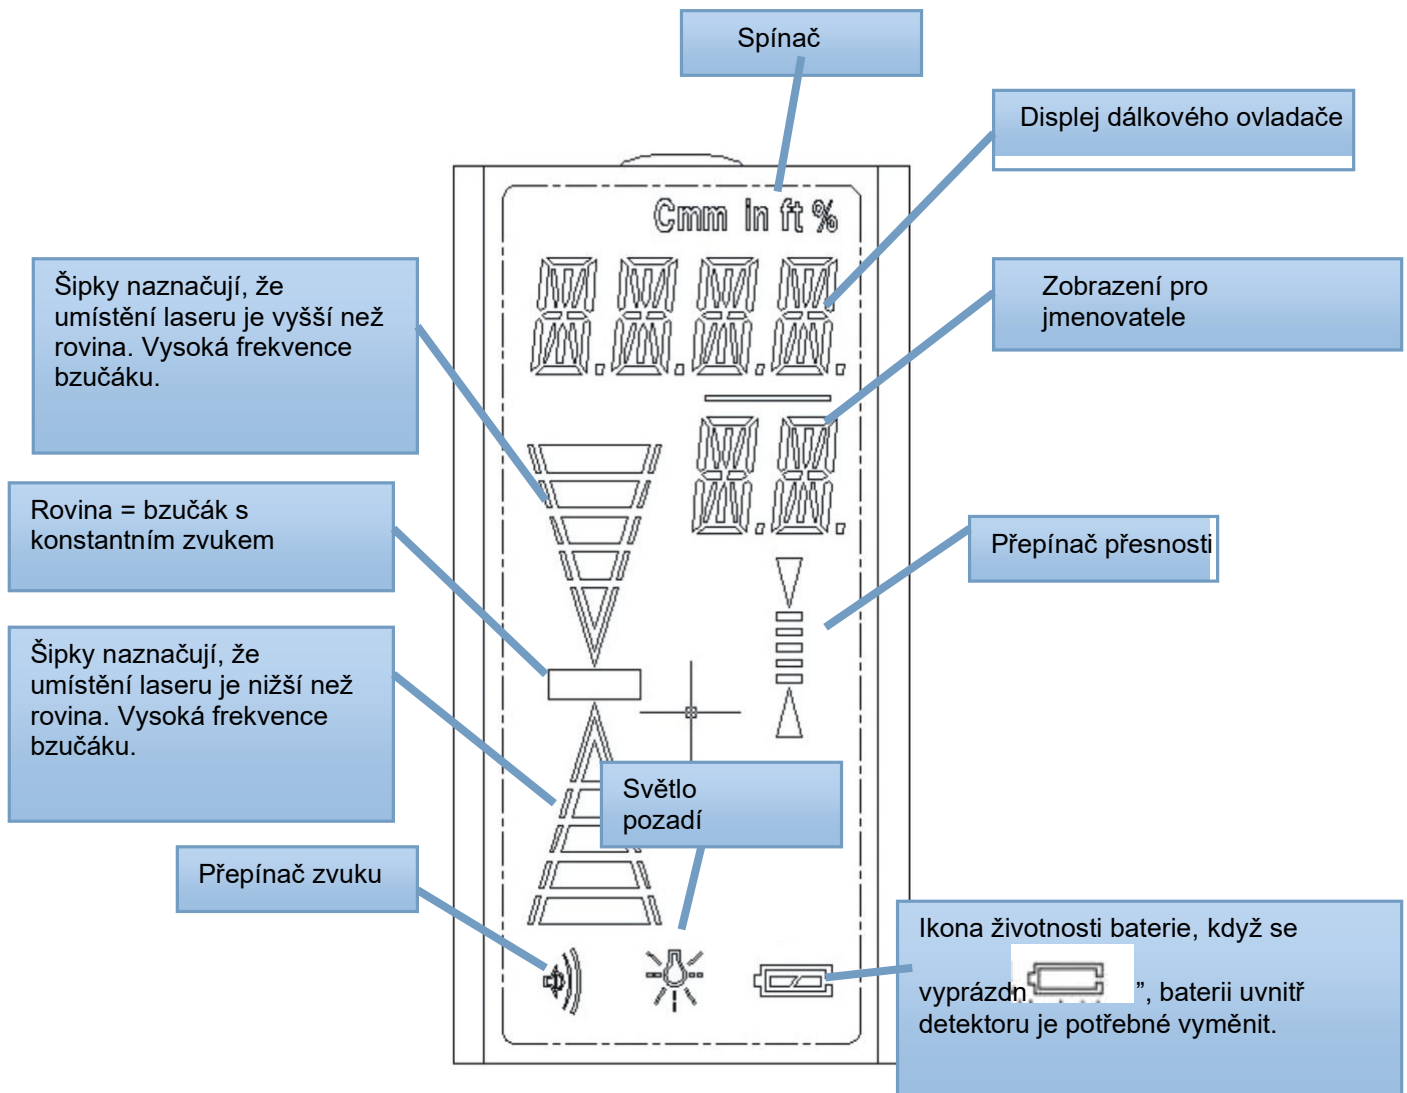 Spínač
Displej dálkového ovladače
Cmm in ft %
Šipky naznačují, že
umístění laseru je vyšší než
rovina. Vysoká frekvence
bzučáku.
Zobrazení pro
jmenovatele
Rovina = bzučák s
konstantním zvukem
Přepínač přesnosti
Šipky naznačují, že
umístění laseru je nižší než
rovina. Vysoká frekvence
bzučáku.
Světlo
pozadí
Přepínač zvuku
Ikona životnosti baterie, když se
vyprázdn ”, baterii uvnitř
detektoru je potřebné vyměnit.